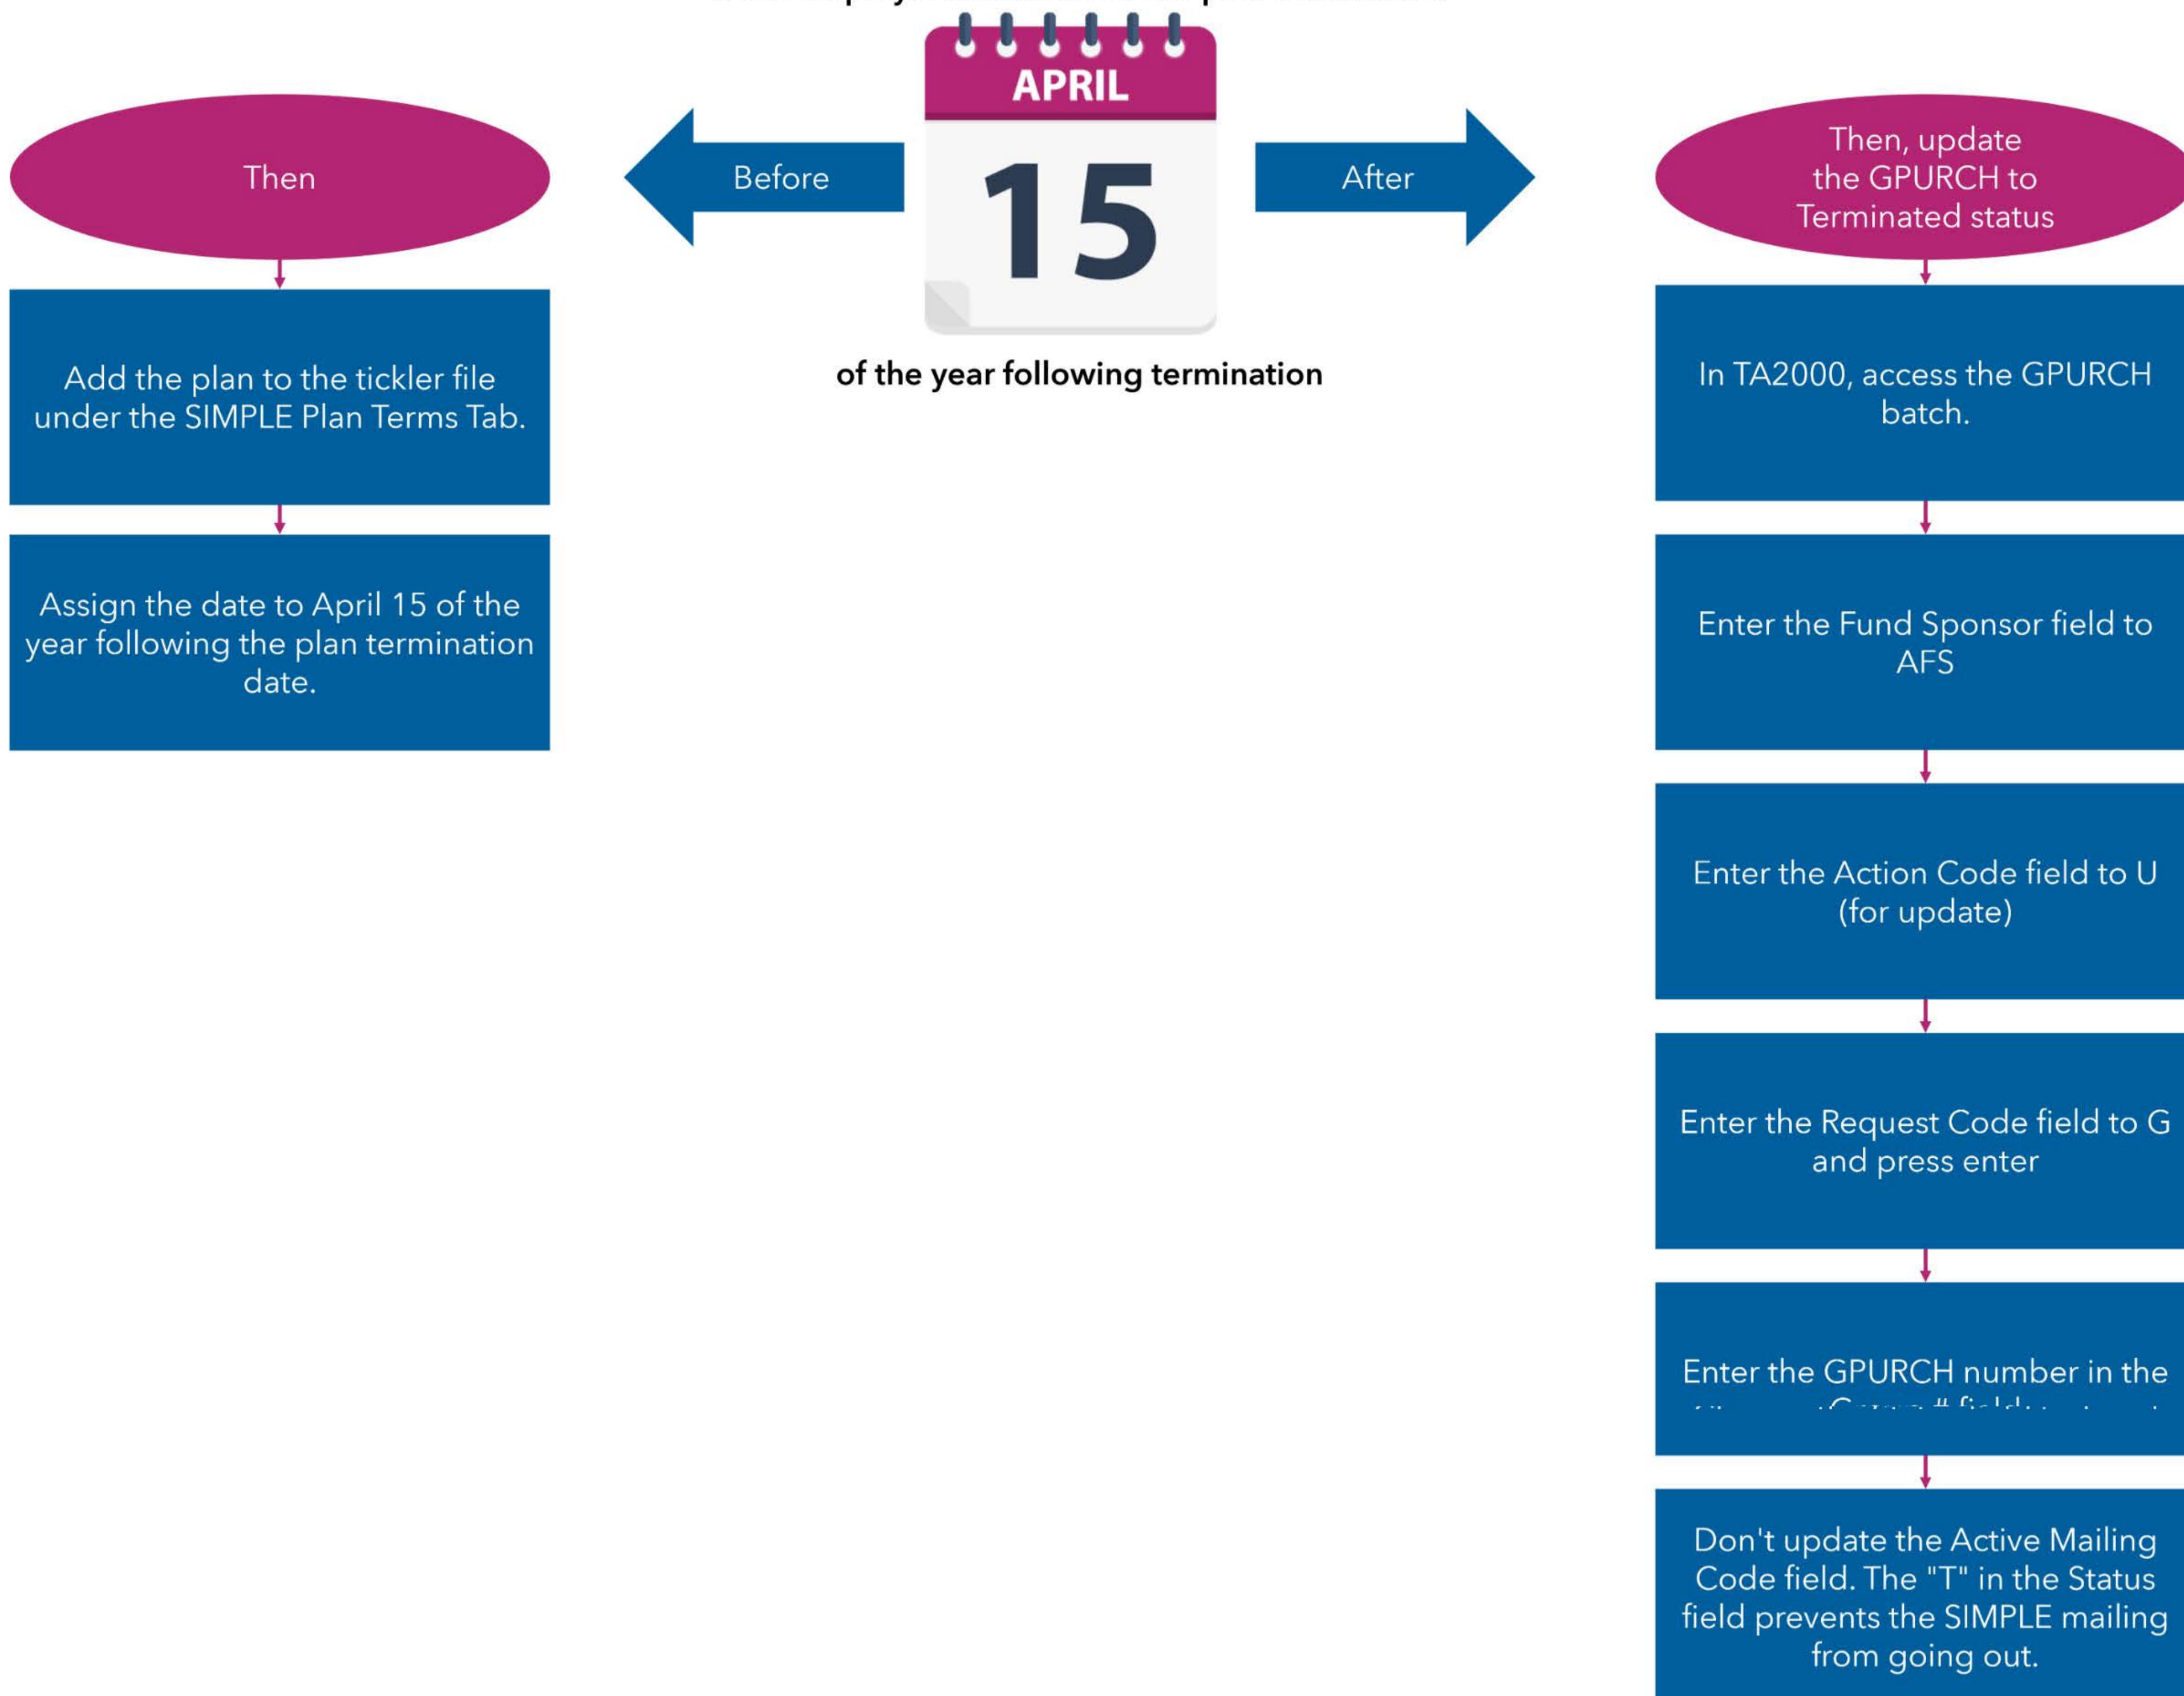 APRIL
15
Before
After
of the year following termination
Then
Add the plan to the tickler file
under the SIMPLE Plan Terms Tab.
Assign the date to April 15 of the
year following the plan termination
date.
Then, update
the GPURCH to
Terminated status
In TA2000, access the GPURCH
batch.
Enter the Fund Sponsor field to
AFS
Enter the Action Code field to U
(for update)
Enter the Request Code field to G
and press enter
Enter the GPURCH number in the
Don't update the Active Mailing
Code field. The "T" in the Status
field prevents the SIMPLE mailing
from going out.